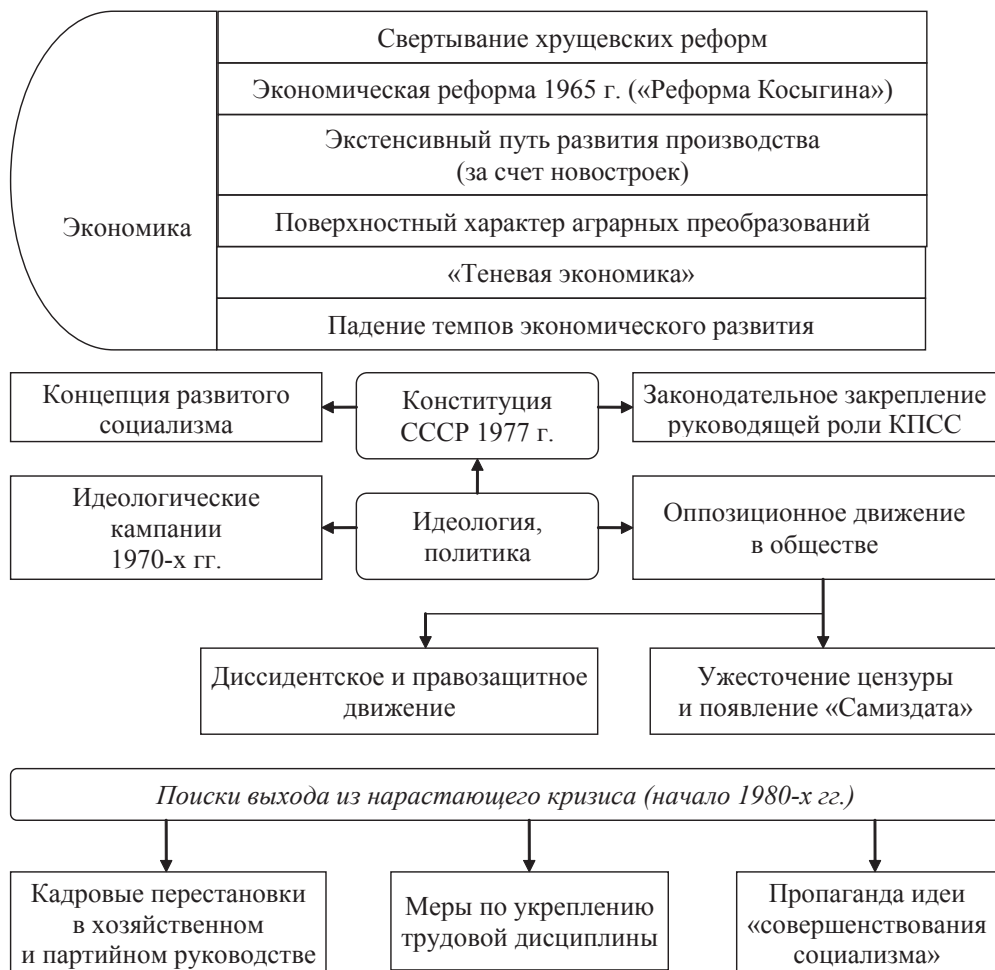 Свертывание хрущевских реформ
Экономическая реформа 1965 г. («Реформа Косыгина»)
Экстенсивный путь развития производства
(за счет новостроек)
Экономика
Поверхностный характер аграрных преобразований
«Теневая экономика»
Падение темпов экономического развития
Концепция развитого
социализма
Конституция
СССР 1977 г.
Законодательное закрепление
руководящей роли КПСС
Идеологические
кампании
1970-х гг.
Идеология,
политика
Оппозиционное движение
в обществе
Диссидентское и правозащитное
движение
Ужесточение цензуры
и появление «Самиздата»
Поиски выхода из нарастающего кризиса (начало 1980-х гг.)
Кадровые перестановки
в хозяйственном
и партийном руководстве
Меры по укреплению
трудовой дисциплины
Пропаганда идеи
«совершенствования
социализма»